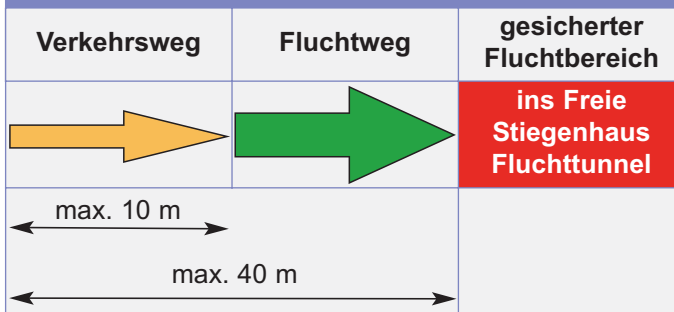 Verkehrsweg
Fluchtweg
gesicherter
Fluchtbereich
ins Freie
Stiegenhaus
Fluchttunnel
max. 10 m
max. 40 m